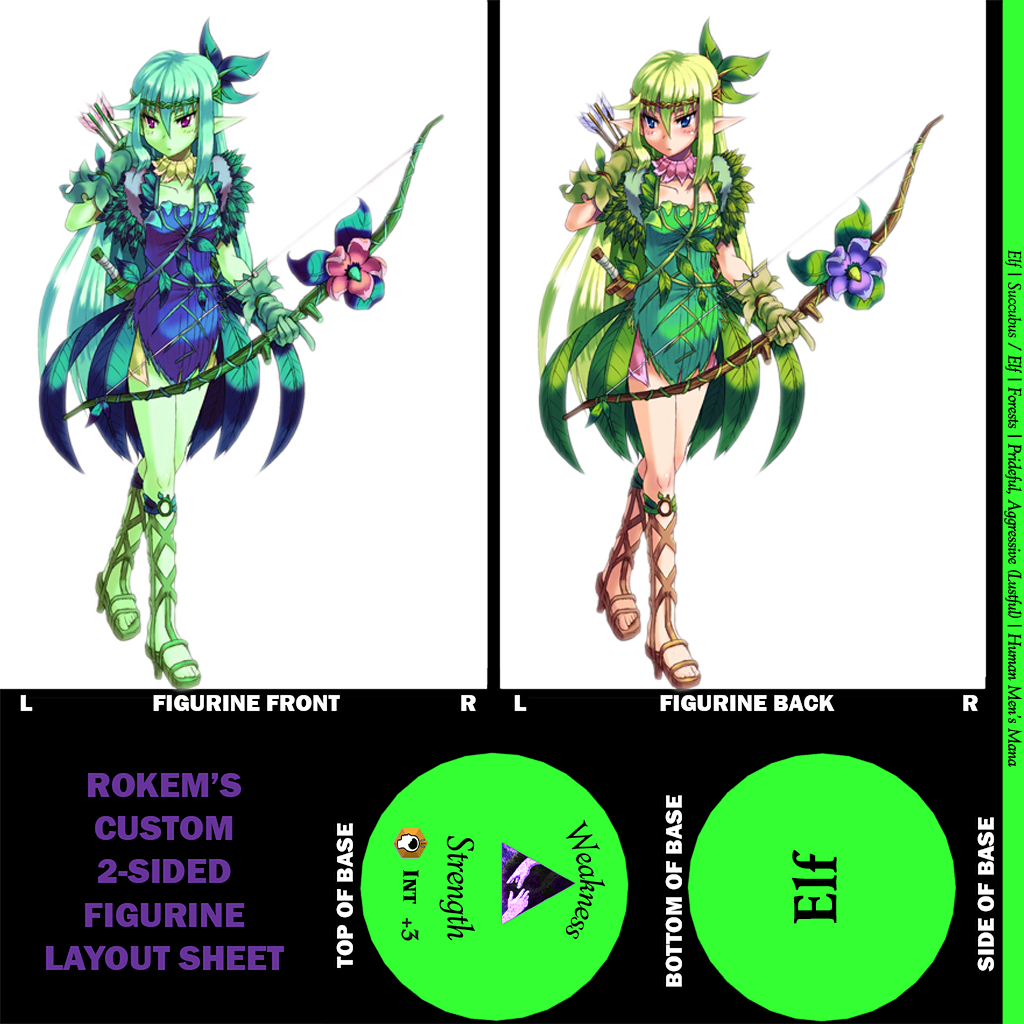 L FIGURINE FRONT R
L FIGURINE BACK R
ROKEM'S
CUSTOM
2-SIDED
FIGURINE
LAYOUT SHEET
TOP OF BASE
INT +3
Strength
Weakness
BOTTOM OF BASE
Elf
SIDE OF BASE
Elf | Succubus / Elf | Forests | Prideful, Aggressive (Lustful) | Human Men's Mana